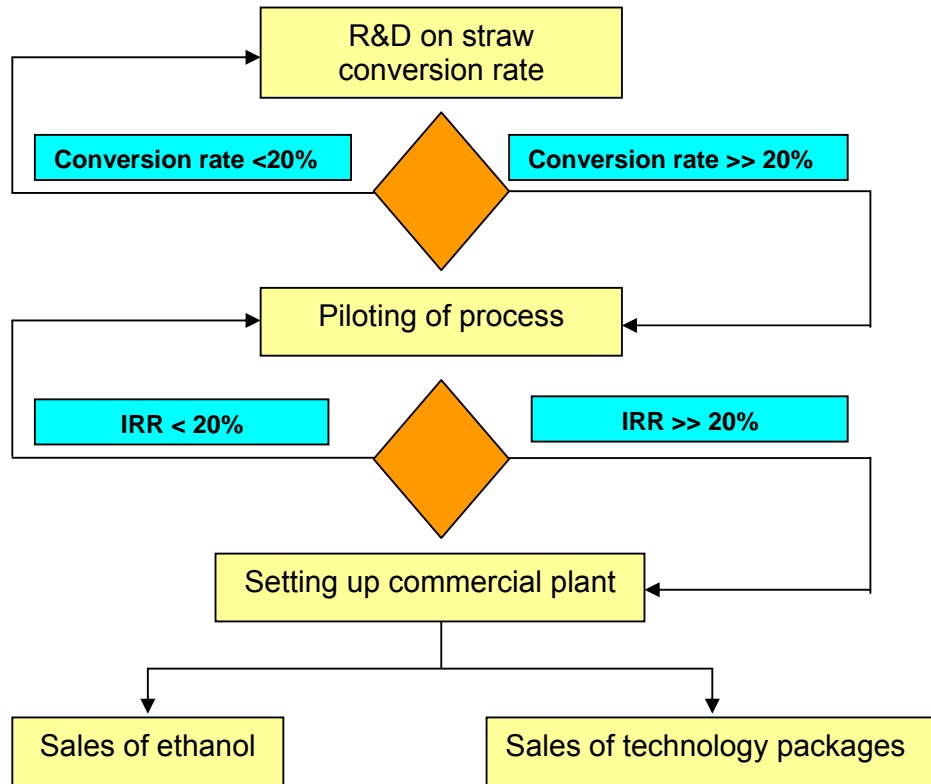 R&D on straw
conversion rate
Conversion rate <20%
Conversion rate >> 20%
Piloting of process
IRR < 20%
IRR >> 20%
Setting up commercial plant
Sales of ethanol
Sales of technology packages